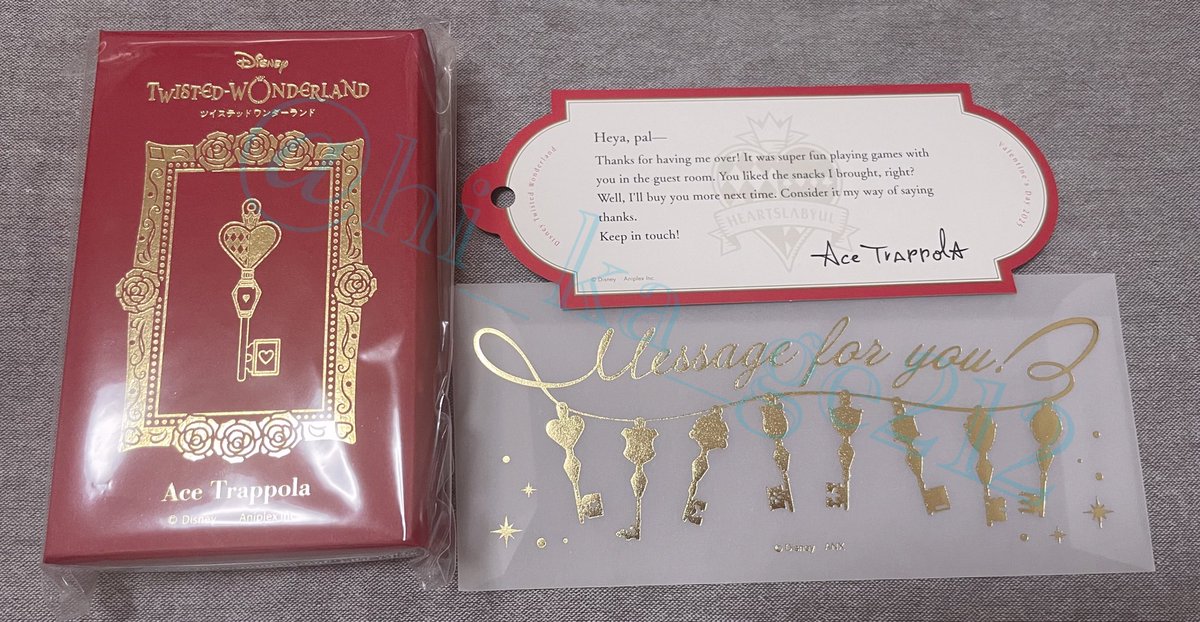 Disney
TWISTED-WONDERLAND
ツイステッドワンダーランド
Ace Trappola
© Disney Aniplex Inc.
Heya, pal—
Thanks for having me over! It was super fun playing games with
you in the guest room. You liked the snacks I brought, right?
Well, I'll buy you more next time. Consider it my way of saying
thanks.
Keep in touch!
Ace Trappola
HEARTSLABYUL
Disney Twisted Wonderland
Valentine's Day 2025
© Disney Aniplex Inc.
Message for you!
© Disney